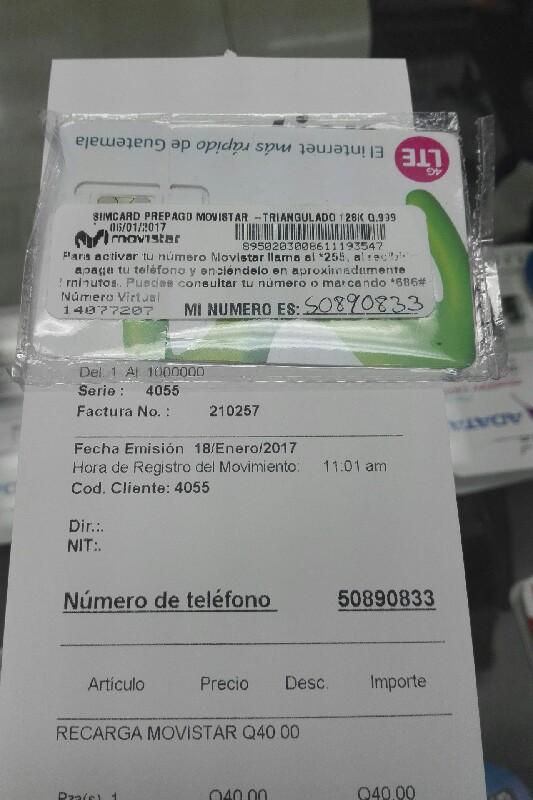 El internet más rápido de Guatemala
4G
LTE
SIMCARD PREPAGO MOVISTAR -TRIANGULADO 128K Q.999
06/01/2017
movistar
8950203008611193547
Para activar tu número Movistar llama al *255, al
apaga tu teléfono y enciéndelo en aproximadamente
minutos. Puedes consultar tu número o marcando *686#
Número Virtual
14077207
MI NUMERO ES: 50890833
ADATA
Del. 1 Al 1000000
Serie : 4055
Factura No. : 210257
Fecha Emisión 18/Enero/2017
Hora de Registro del Movimiento: 11:01 am
Cod. Cliente: 4055
Dir.:.
NIT:.
Número de teléfono 50890833
Artículo Precio Desc. Importe
RECARGA MOVISTAR Q40.00
Pza(s) 1 Q40.00 Q40.00